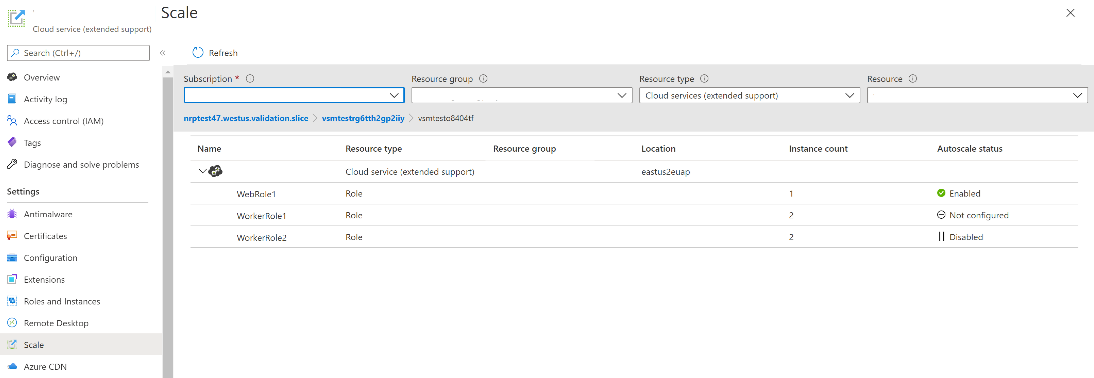 Scale
Cloud service (extended support)
Search (Ctrl+/)
«
Overview
Activity log
Access control (IAM)
Tags
Diagnose and solve problems
Settings
Antimalware
Certificates
Configuration
Extensions
Roles and Instances
Remote Desktop
Scale
Azure CDN
Refresh
Subscription * Resource group Resource type Resource
Cloud services (extended support)
nrptest47.westus.validation.slice > vsmtestrg6tth2gp2iiy > vsmtesto8404tf
Name Resource type Resource group Location Instance count Autoscale status
Cloud service (extended support) eastus2euap
WebRole1 Role 1 Enabled
WorkerRole1 Role 2 Not configured
WorkerRole2 Role 2 Disabled